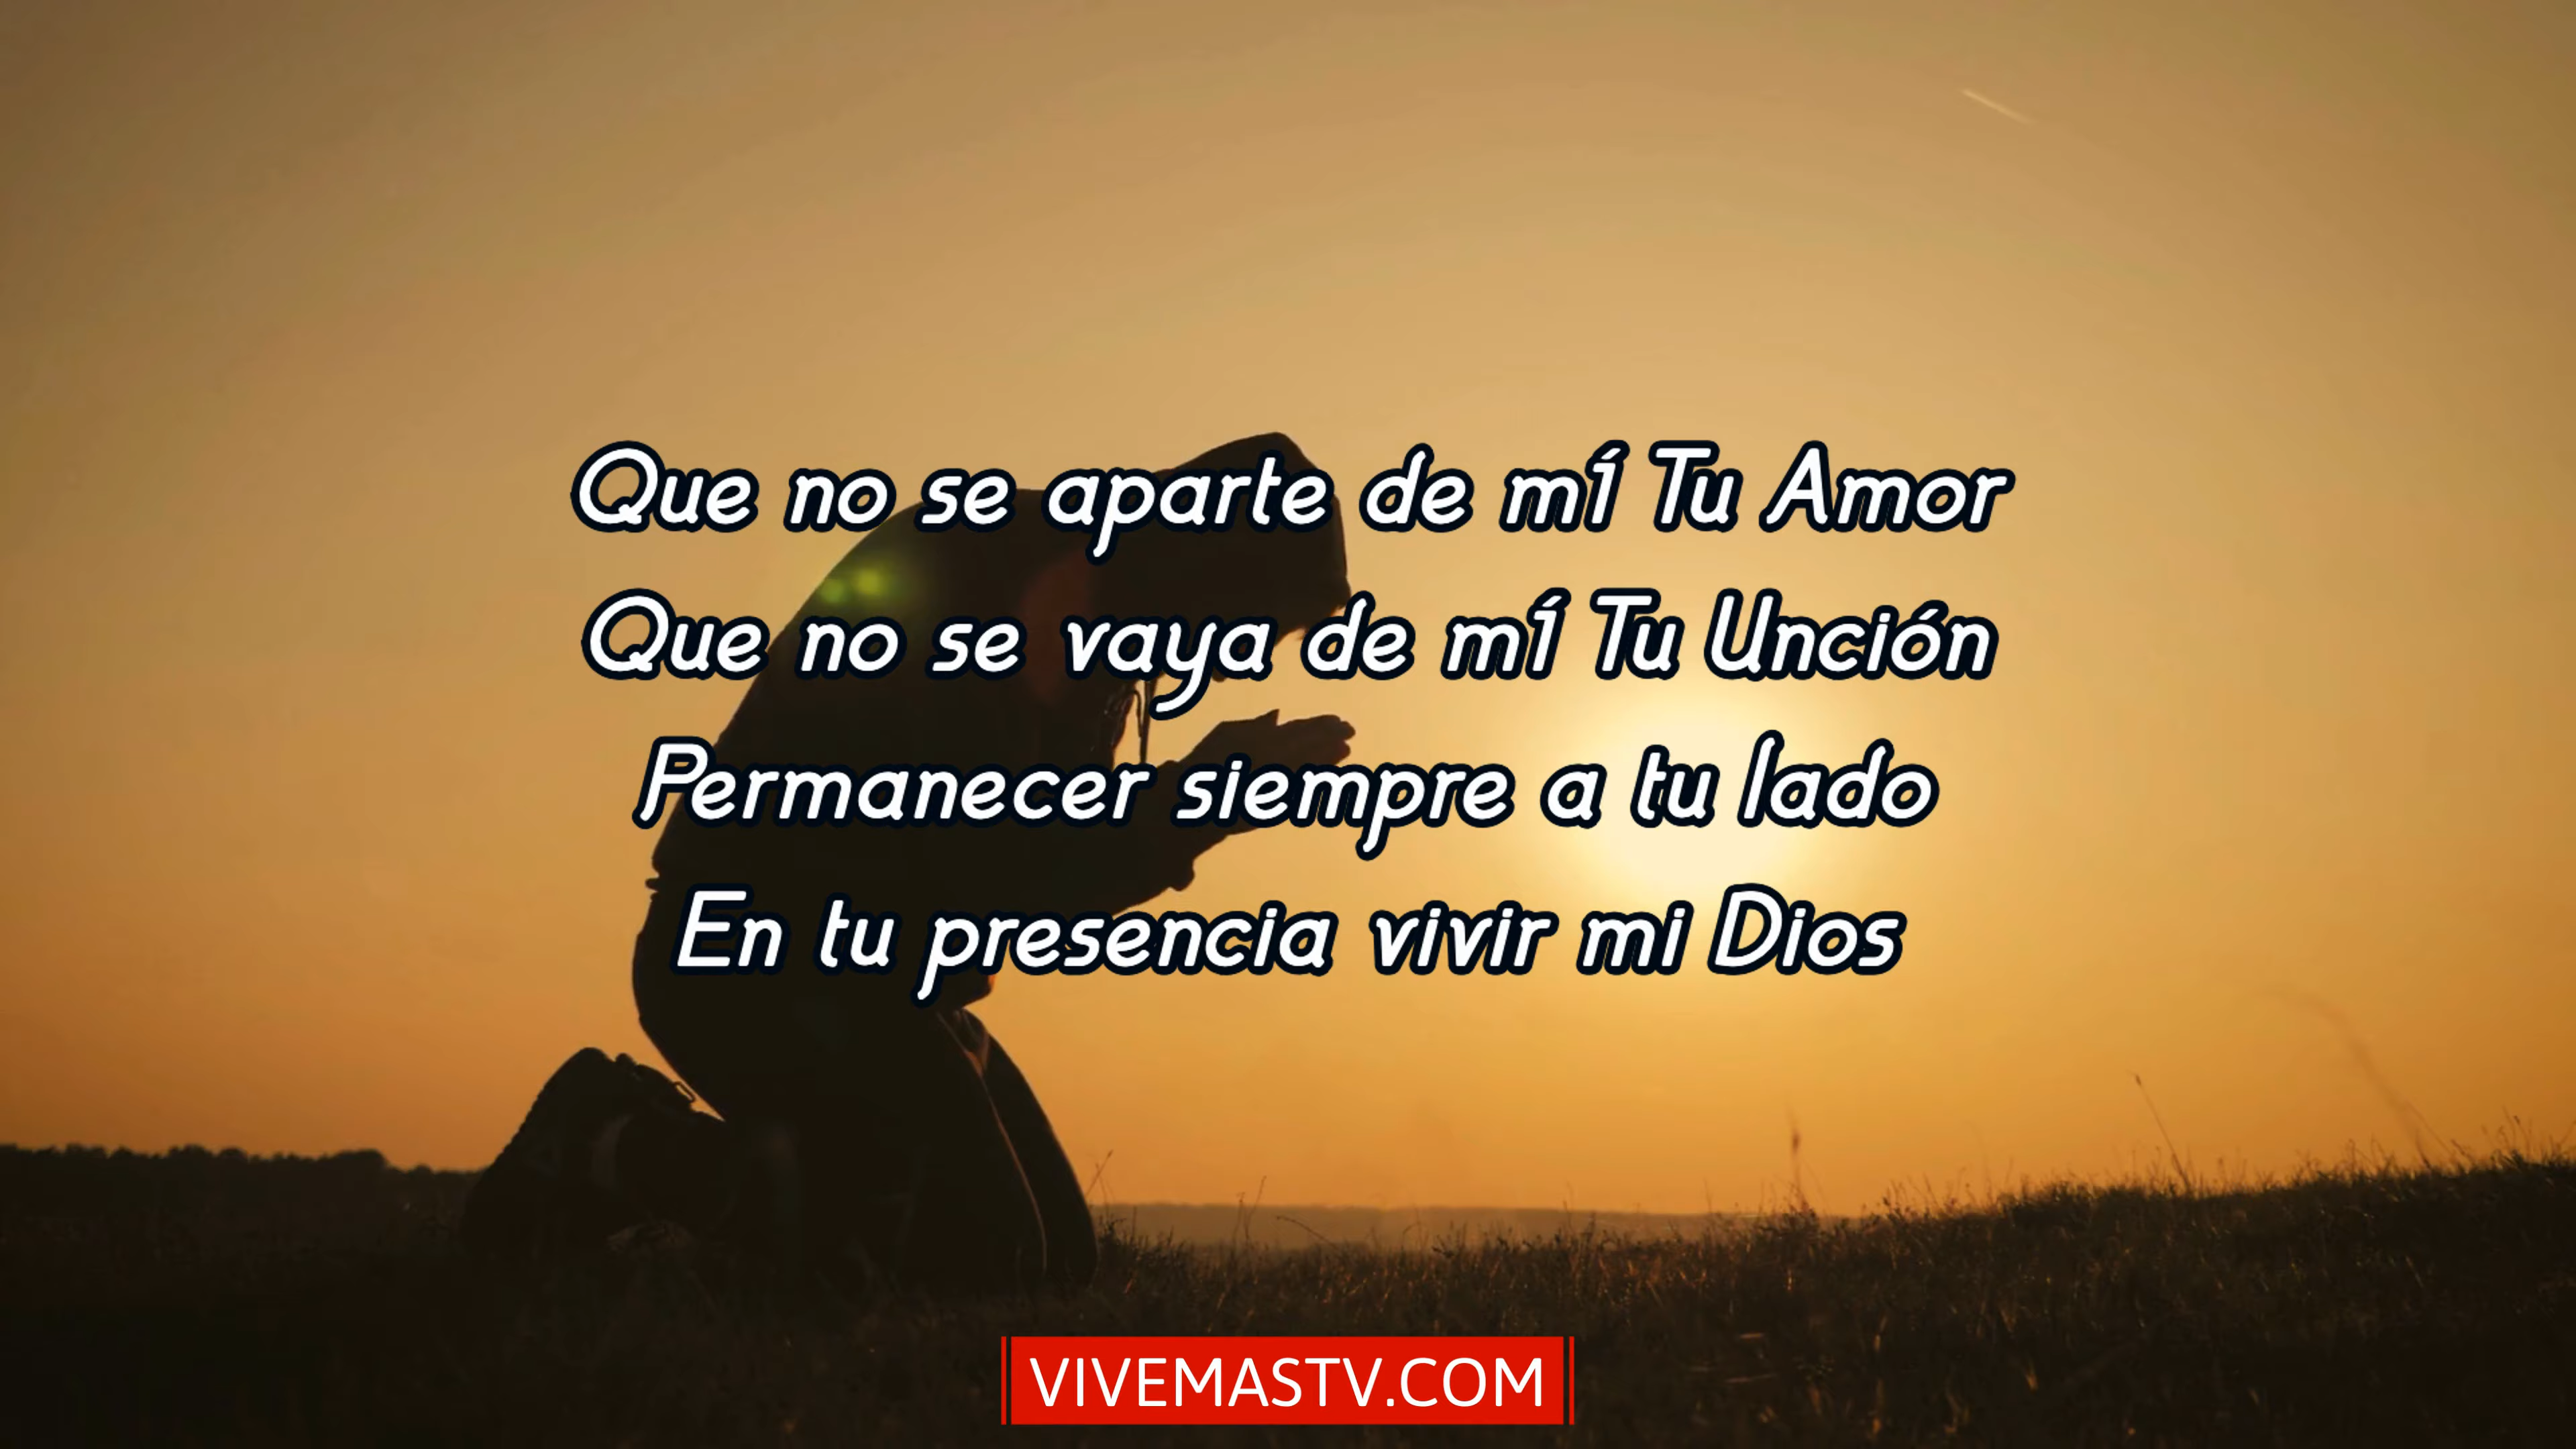 Que no se aparte de mí Tu Amor
Que no se vaya de mí Tu Unción
Permanecer siempre a tu lado
En tu presencia vivir mi Dios
VIVEMASTV.COM